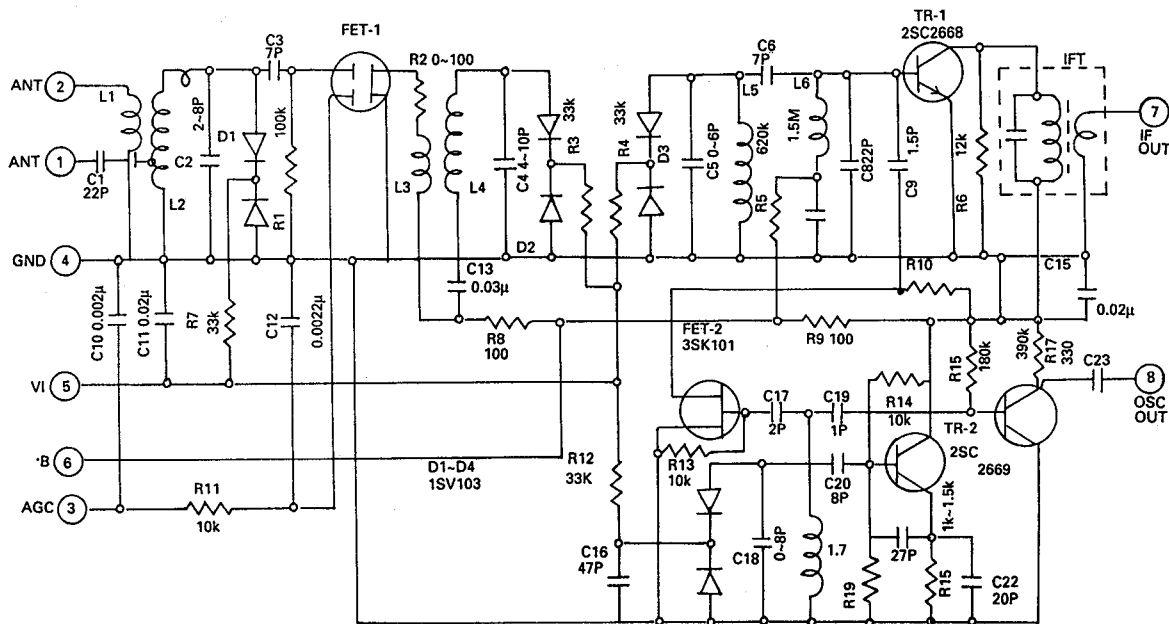 FET-1
TR-1
2SC2668
C3
7P
R2 0~100
C6
7P
IFT
ANT 2
L1
2~8P
D1
100k
33k
R3
33k
R4
D3
L5
L6
1.5M
1.5P
12k
7
IF
OUT
ANT 1
C1
22P
C2
L2
R1
L3
L4
C4 4~10P
C5 0~6P
620k
R5
C822P
C9
R6
GND 4
D2
C13
0.03μ
R10
C15
C10 0.002μ
C11 0.02μ
R7
33k
C12
0.0022μ
R8
100
FET-2
3SK101
R9 100
0.02μ
R15
180k
390k
R17
330
C23
8
OSC
OUT
VI 5
C17
2P
C19
1P
R14
10k
TR-2
2SC
2669
·B 6
D1~D4
1SV103
R12
33K
R13
10k
C20
8P
1k~1.5k
AGC 3
R11
10k
C16
47P
C18
0~8P
1.7
27P
R19
R15
C22
20P